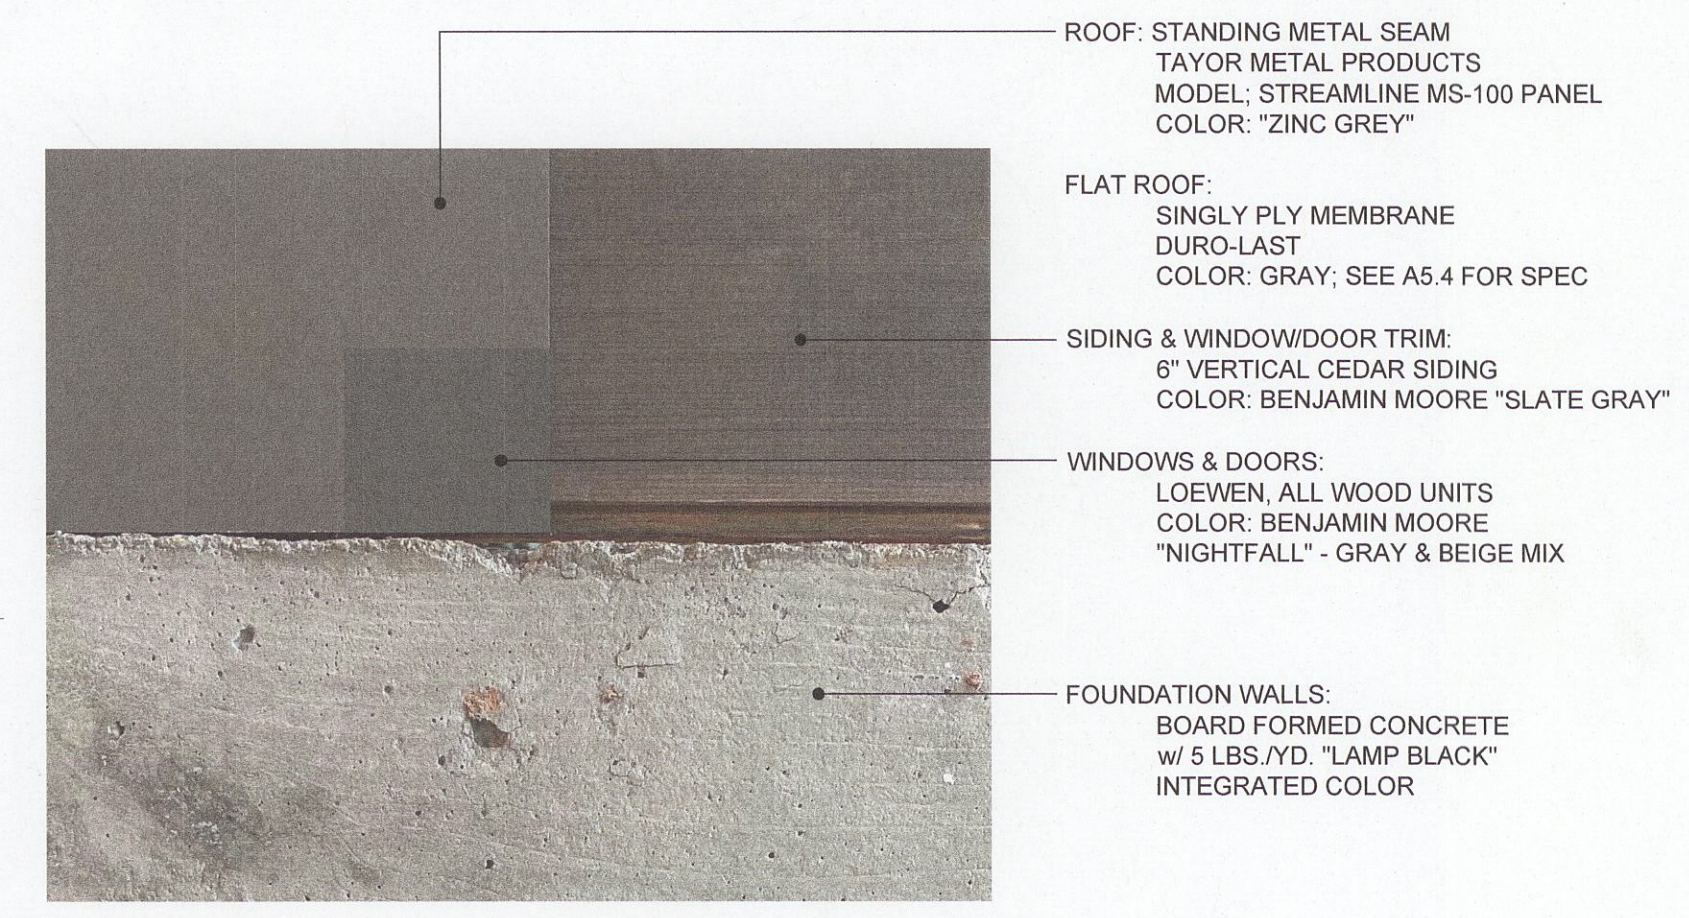 ROOF: STANDING METAL SEAM
TAYOR METAL PRODUCTS
MODEL; STREAMLINE MS-100 PANEL
COLOR: "ZINC GREY"
FLAT ROOF:
SINGLY PLY MEMBRANE
DURO-LAST
COLOR: GRAY; SEE A5.4 FOR SPEC
SIDING & WINDOW/DOOR TRIM:
6" VERTICAL CEDAR SIDING
COLOR: BENJAMIN MOORE "SLATE GRAY"
WINDOWS & DOORS:
LOEWEN, ALL WOOD UNITS
COLOR: BENJAMIN MOORE
"NIGHTFALL" - GRAY & BEIGE MIX
FOUNDATION WALLS:
BOARD FORMED CONCRETE
w/ 5 LBS./YD. "LAMP BLACK"
INTEGRATED COLOR